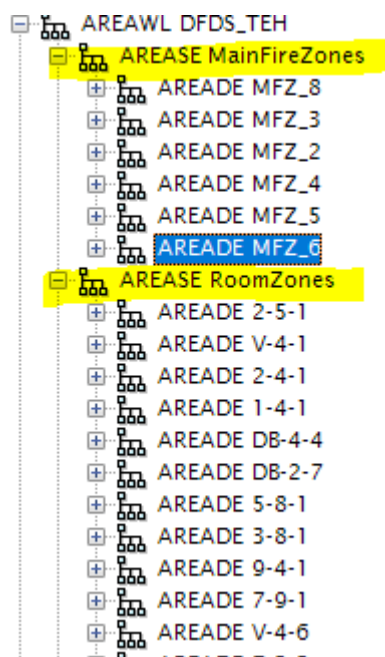 AREAWL DFDS_TEH
AREASE MainFireZones
AREADE MFZ_8
AREADE MFZ_3
AREADE MFZ_2
AREADE MFZ_4
AREADE MFZ_5
AREADE MFZ_6
AREASE RoomZones
AREADE 2-5-1
AREADE V-4-1
AREADE 2-4-1
AREADE 1-4-1
AREADE DB-4-4
AREADE DB-2-7
AREADE 5-8-1
AREADE 3-8-1
AREADE 9-4-1
AREADE 7-9-1
AREADE V-4-6